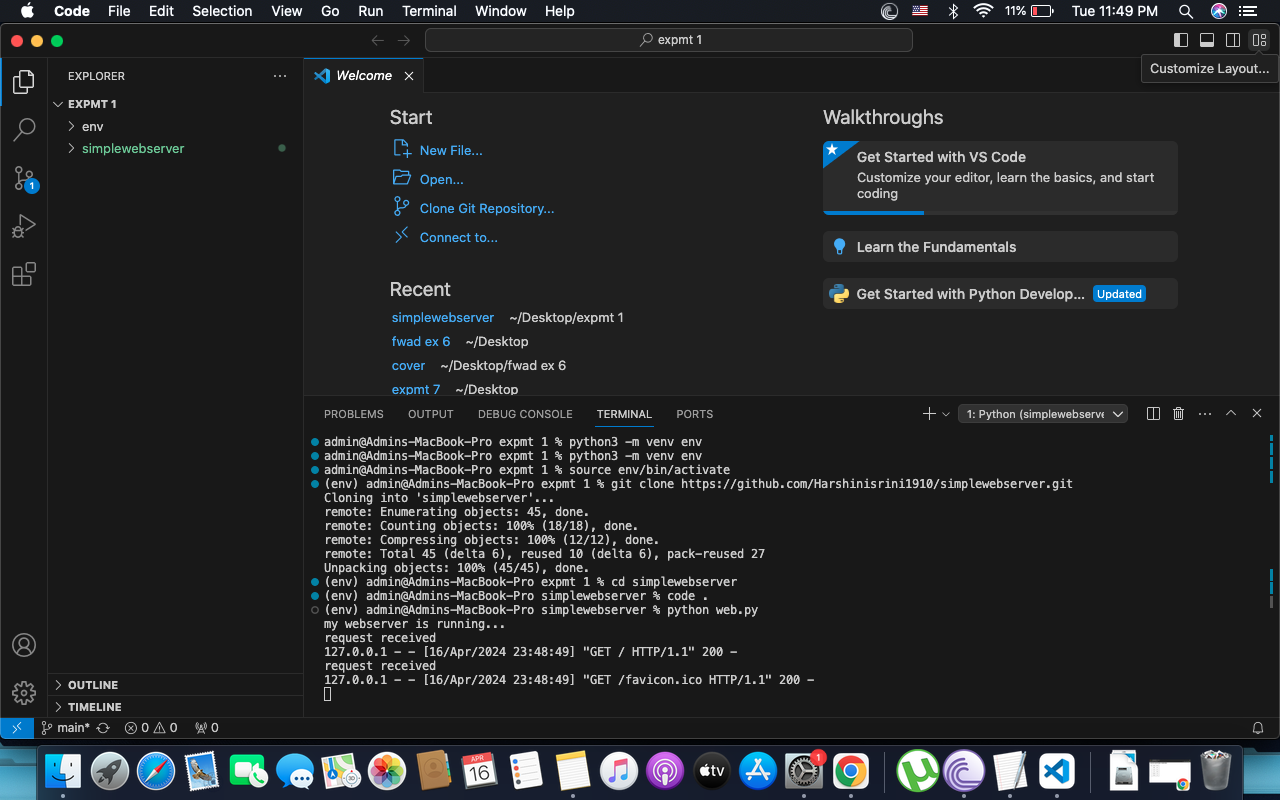 Code File Edit Selection View Go Run Terminal Window Help 11% Tue 11:49 PM
expmt 1
Customize Layout...
EXPLORER
EXPMT 1
env
simplewebserver
1
Welcome
Start
New File...
Open...
Clone Git Repository...
Connect to...
Recent
simplewebserver ~/Desktop/expmt 1
fwad ex 6 ~/Desktop
cover ~/Desktop/fwad ex 6
expmt 7 ~/Desktop
Walkthroughs
Get Started with VS Code
Customize your editor, learn the basics, and start
coding
Learn the Fundamentals
Get Started with Python Develop... Updated
PROBLEMS OUTPUT DEBUG CONSOLE TERMINAL PORTS 1: Python (simplewebserve
admin@Admins-MacBook-Pro expmt 1 % python3 -m venv env
admin@Admins-MacBook-Pro expmt 1 % python3 -m venv env
admin@Admins-MacBook-Pro expmt 1 % source env/bin/activate
(env) admin@Admins-MacBook-Pro expmt 1 % git clone https://github.com/Harshinisrini1910/simplewebserver.git
Cloning into 'simplewebserver'...
remote: Enumerating objects: 45, done.
remote: Counting objects: 100% (18/18), done.
remote: Compressing objects: 100% (12/12), done.
remote: Total 45 (delta 6), reused 10 (delta 6), pack-reused 27
Unpacking objects: 100% (45/45), done.
(env) admin@Admins-MacBook-Pro expmt 1 % cd simplewebserver
(env) admin@Admins-MacBook-Pro simplewebserver % code .
(env) admin@Admins-MacBook-Pro simplewebserver % python web.py
my webserver is running...
request received
127.0.0.1 - - [16/Apr/2024 23:48:49] "GET / HTTP/1.1" 200 -
request received
127.0.0.1 - - [16/Apr/2024 23:48:49] "GET /favicon.ico HTTP/1.1" 200 -
OUTLINE
TIMELINE
main* 0 0 0
APR
16
tv
1